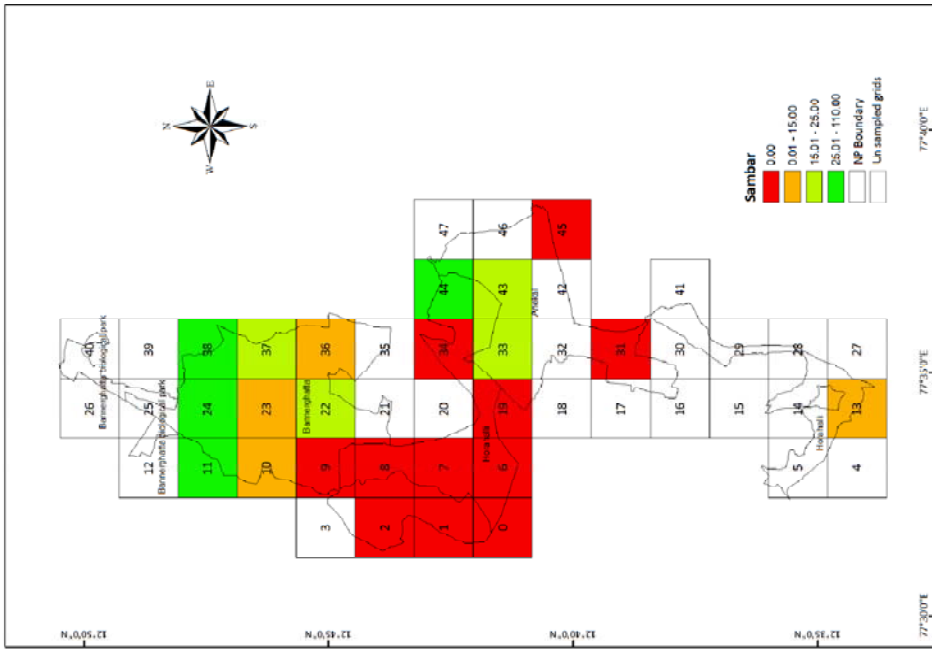 N
W E
S
12°50'0"N
26 40
Bannerghatta biological park
12 25 39
Bannerghatta biological park
11 24 38
10 23 37
Bannerghatta
12°45'0"N
3 9 22 36
2 8 21 35
1 7 20 34 44 47
0 6 19 33 43 46
Anekal
12°40'0"N
18 32 42 45
17 31
16 30 41
15 29
5 14 28
12°35'0"N
4 13 27
77°30'0"E 77°35'0"E 77°40'0"E
Sambar
0.00
0.01 - 15.00
15.01 - 25.00
25.01 - 110.00
NP Boundary
Un sampled grids